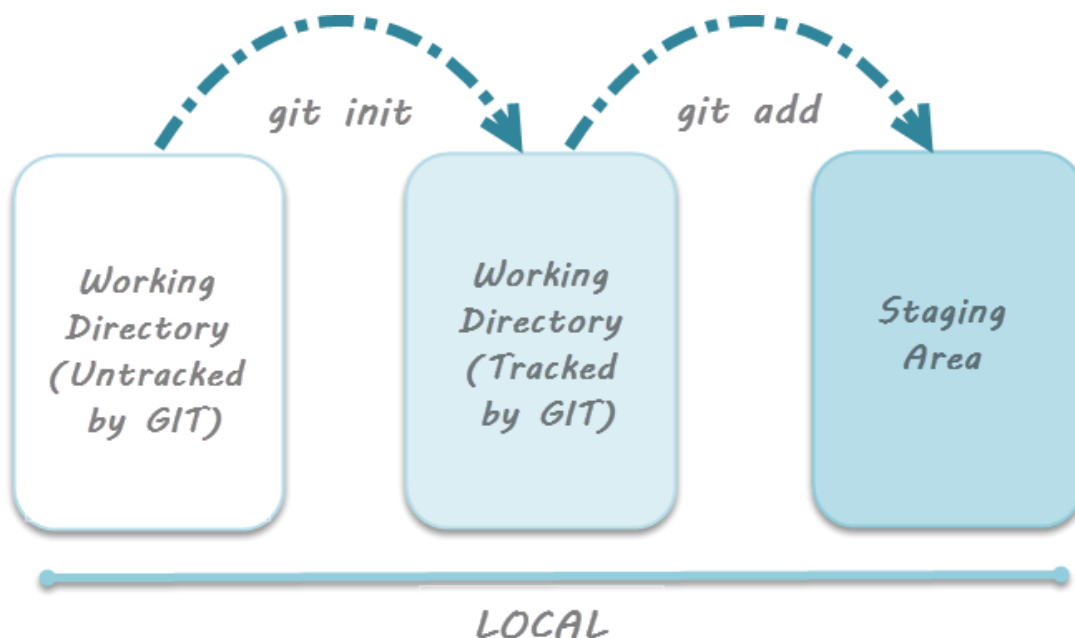 git init
git add
Working
Directory
(Untracked
by GIT)
Working
Directory
(Tracked
by GIT)
Staging
Area
LOCAL